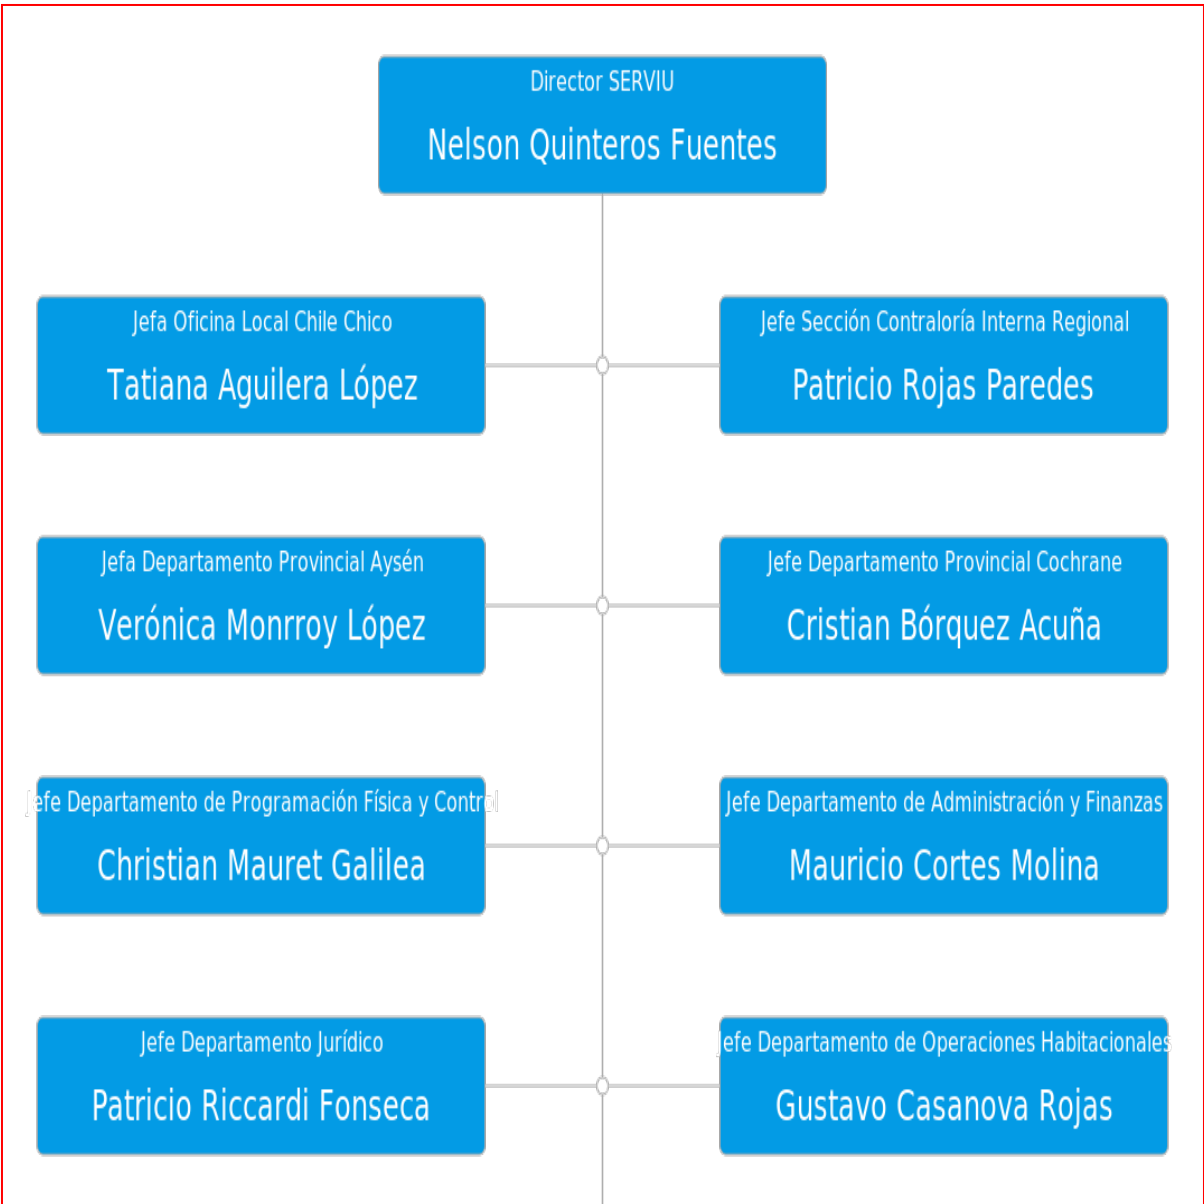 Director SERVIU
Nelson Quinteros Fuentes
Jefa Oficina Local Chile Chico
Tatiana Aguilera López
Jefe Sección Contraloría Interna Regional
Patricio Rojas Paredes
Jefa Departamento Provincial Aysén
Verónica Monrroy López
Jefe Departamento Provincial Cochrane
Cristian Bórquez Acuña
Jefe Departamento de Programación Física y Control
Christian Mauret Galilea
Jefe Departamento de Administración y Finanzas
Mauricio Cortes Molina
Jefe Departamento Jurídico
Patricio Riccardi Fonseca
Jefe Departamento de Operaciones Habitacionales
Gustavo Casanova Rojas